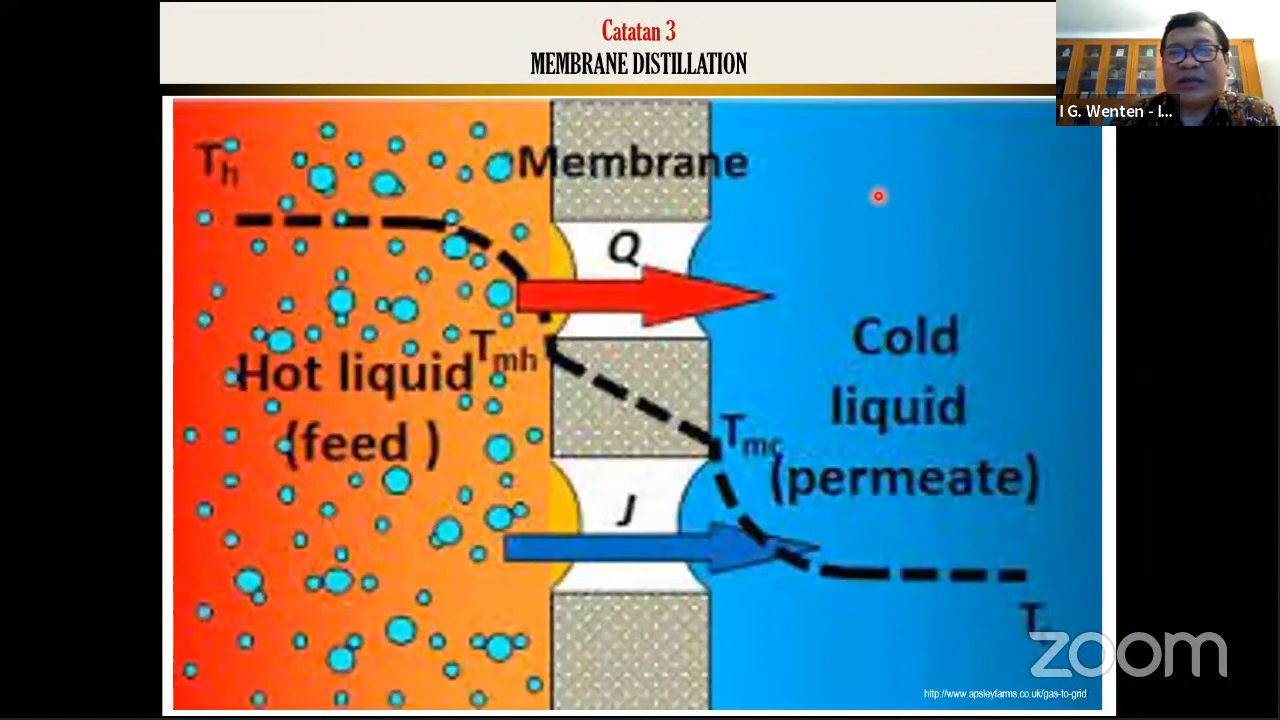 Catatan 3
MEMBRANE DISTILLATION
I G. Wenten - I...
Th
Membrane
Q
Tmh
Hot liquid
(feed )
Cold
liquid
(permeate)
Tmc
J
T
zoom
http://www.apsleyfarms.co.uk/gas-to-grid